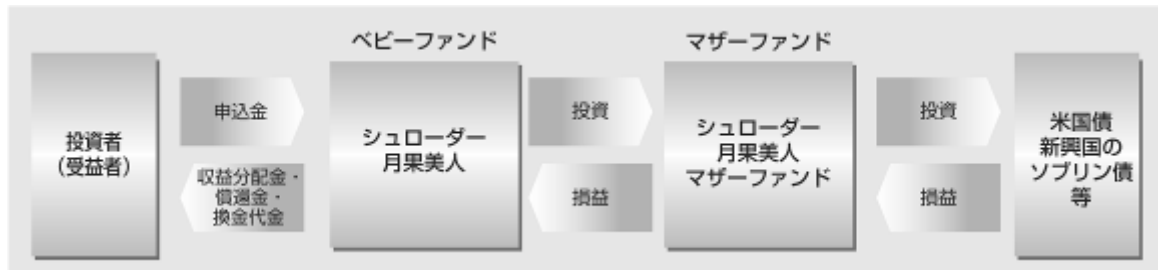 ベビーファンド
マザーファンド
投資者
（受益者）
申込金
収益分配金・
償還金・
換金代金
シュローダー
月果美人
投資
損益
シュローダー
月果美人
マザーファンド
投資
損益
米国債
新興国の
ソブリン債
等